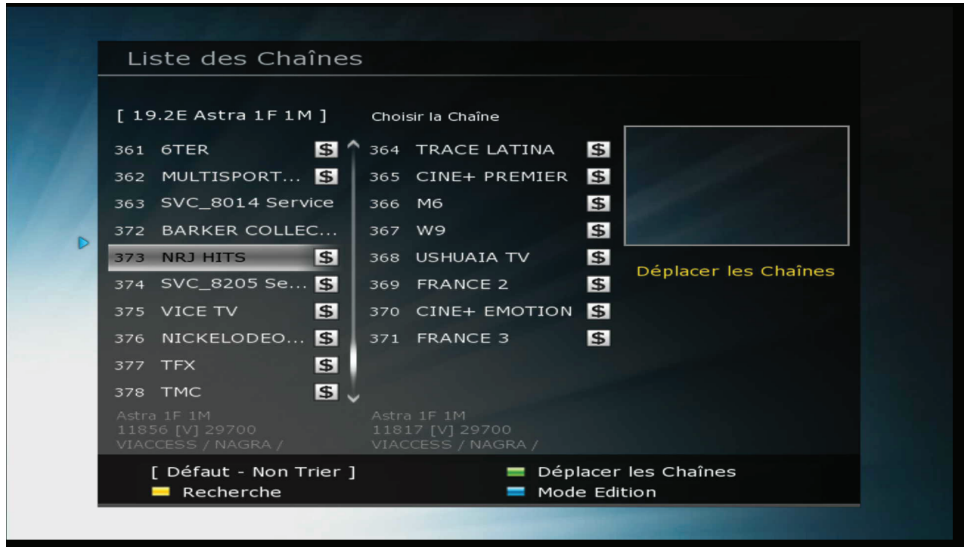 Liste des Chaînes
[ 19.2E Astra 1F 1M ]
Choisir la Chaîne
361 6TER $
362 MULTISPORT... $
363 SVC_8014 Service
372 BARKER COLLEC...
373 NRJ HITS $
374 SVC_8205 Se... $
375 VICE TV $
376 NICKELODEO... $
377 TFX $
378 TMC $
Astra 1F 1M
11856 [V] 29700
VIACCESS / NAGRA /
364 TRACE LATINA $
365 CINE+ PREMIER $
366 M6 $
367 W9 $
368 USHUAIA TV $
369 FRANCE 2 $
370 CINE+ EMOTION $
371 FRANCE 3 $
Astra 1F 1M
11817 [V] 29700
VIACCESS / NAGRA /
Déplacer les Chaînes
[ Défaut - Non Trier ]
Déplacer les Chaînes
Recherche
Mode Edition